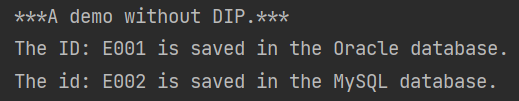 ***A demo without DIP.***
The ID: E001 is saved in the Oracle database.
The id: E002 is saved in the MySQL database.